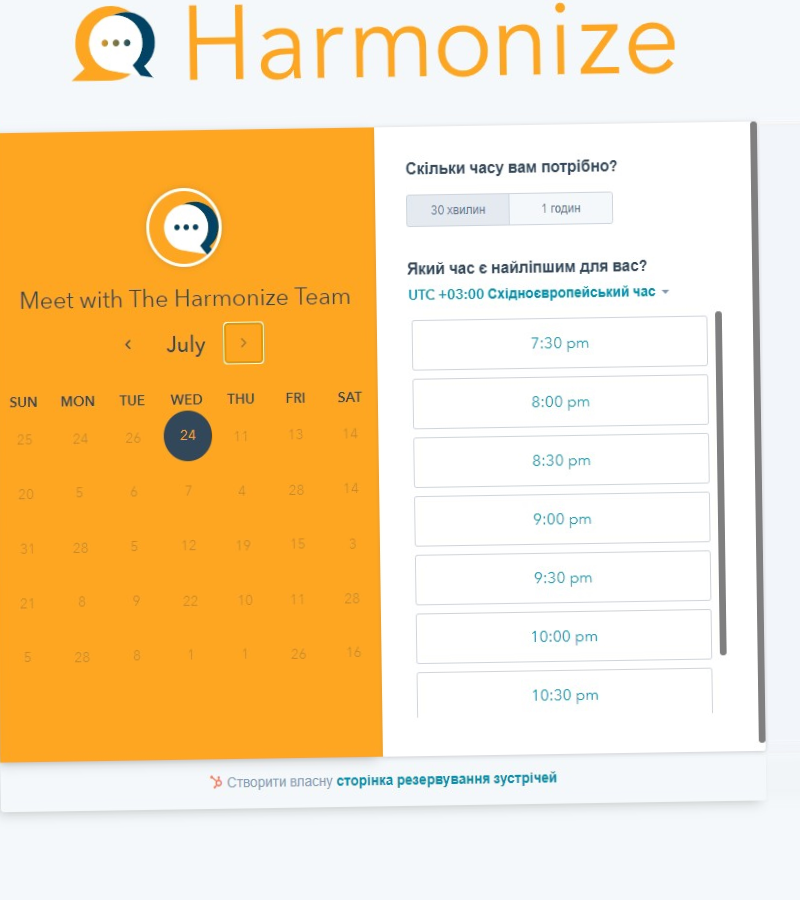 Harmonize
Meet with The Harmonize Team
July
SUN MON TUE WED THU FRI SAT
25 24 26 24 11 13 14
20 5 6 7 4 28 14
31 28 5 12 19 15 3
21 8 9 22 10 11 28
5 28 8 1 1 26 16
Скільки часу вам потрібно?
30 хвилин 1 годин
Який час є найліпшим для вас?
UTC +03:00 Східноєвропейський час
7:30 pm
8:00 pm
8:30 pm
9:00 pm
9:30 pm
10:00 pm
10:30 pm
Створити власну сторінка резервування зустрічей